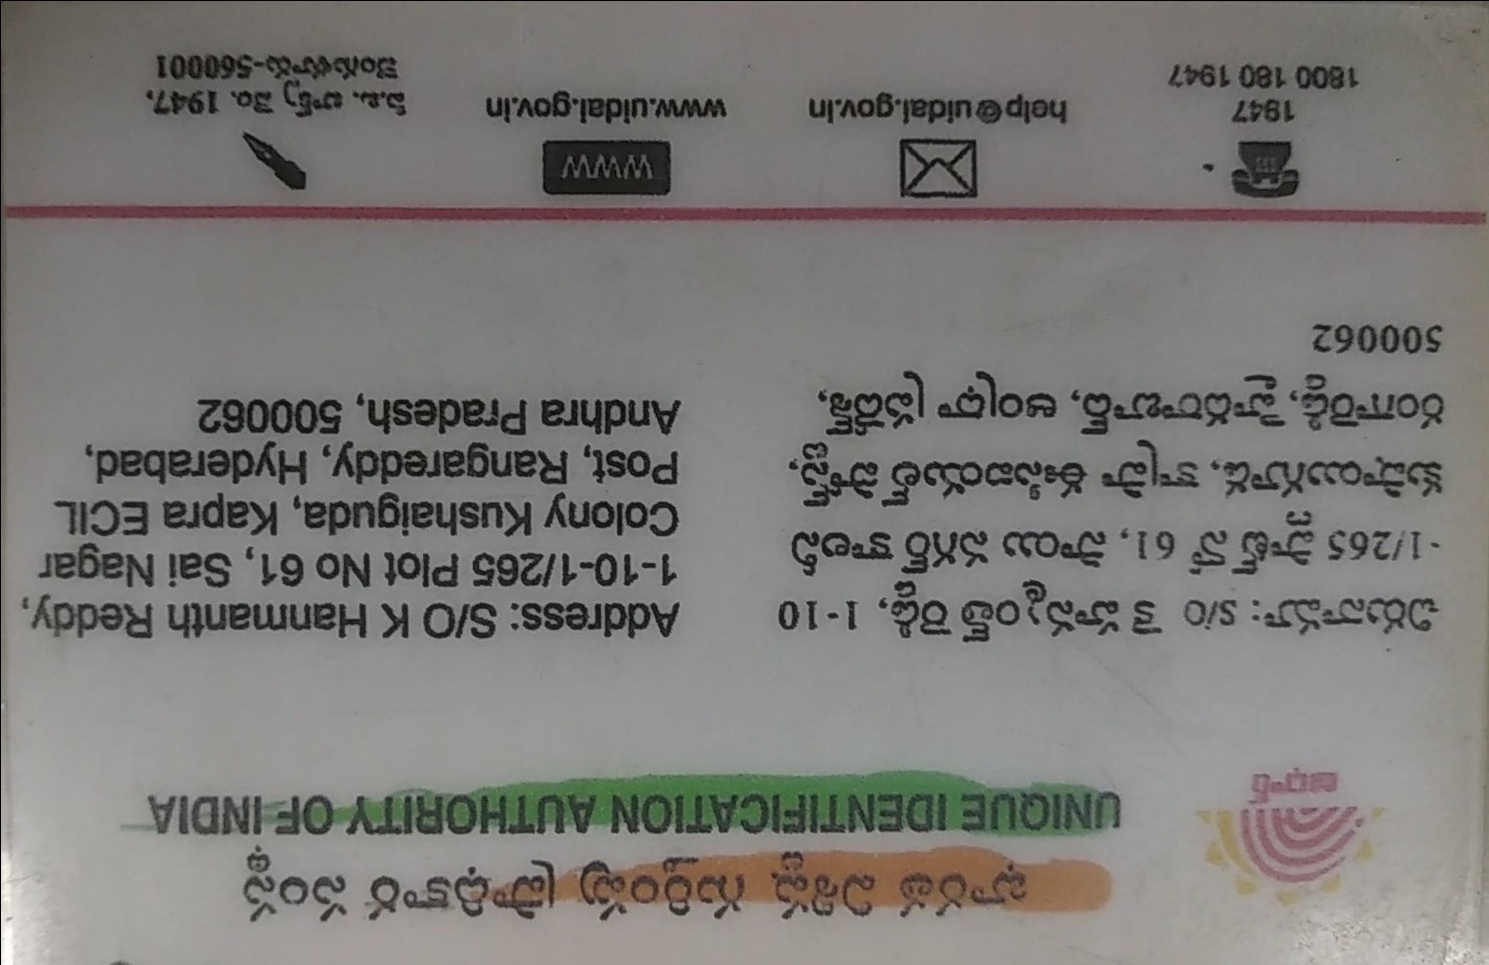 భారత విశిష్ట గుర్తింపు ప్రాధికార సంస్థ
UNIQUE IDENTIFICATION AUTHORITY OF INDIA
ఆధార్
చిరునామా: S/O కె హన్మంత్ రెడ్డి, 1-10
-1/265 ప్లాట్ నో 61, సాయి నగర్ కాలనీ
కుషాయిగూడ, కాప్రా ఈసిఐయల్ పోస్ట్,
రంగారెడ్డి, హైదరాబాద్, ఆంధ్రా ప్రదేశ్,
500062
Address: S/O K Hanmanth Reddy,
1-10-1/265 Plot No 61, Sai Nagar
Colony Kushaiguda, Kapra ECIL
Post, Rangareddy, Hyderabad,
Andhra Pradesh, 500062
1947
1800 180 1947
help@uidai.gov.in
WWW
www.uidai.gov.in
పి.ఒ. బాక్స్ నెం. 1947,
బెంగుళూరు-560001